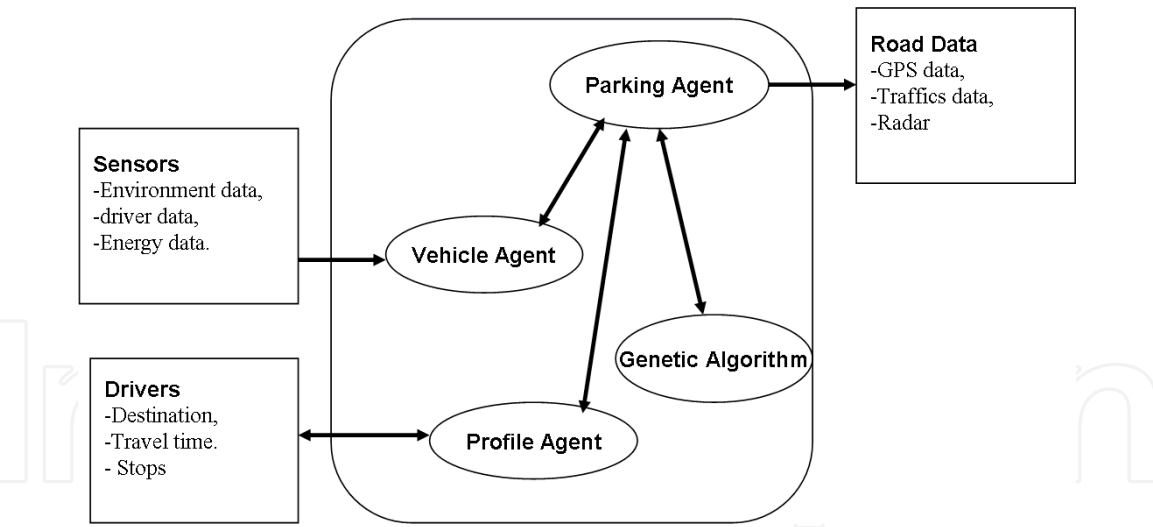 Parking Agent
Road Data
-GPS data,
-Traffics data,
-Radar
Sensors
-Environment data,
-driver data,
-Energy data.
Vehicle Agent
Genetic Algorithm
Drivers
-Destination,
-Travel time.
- Stops
Profile Agent